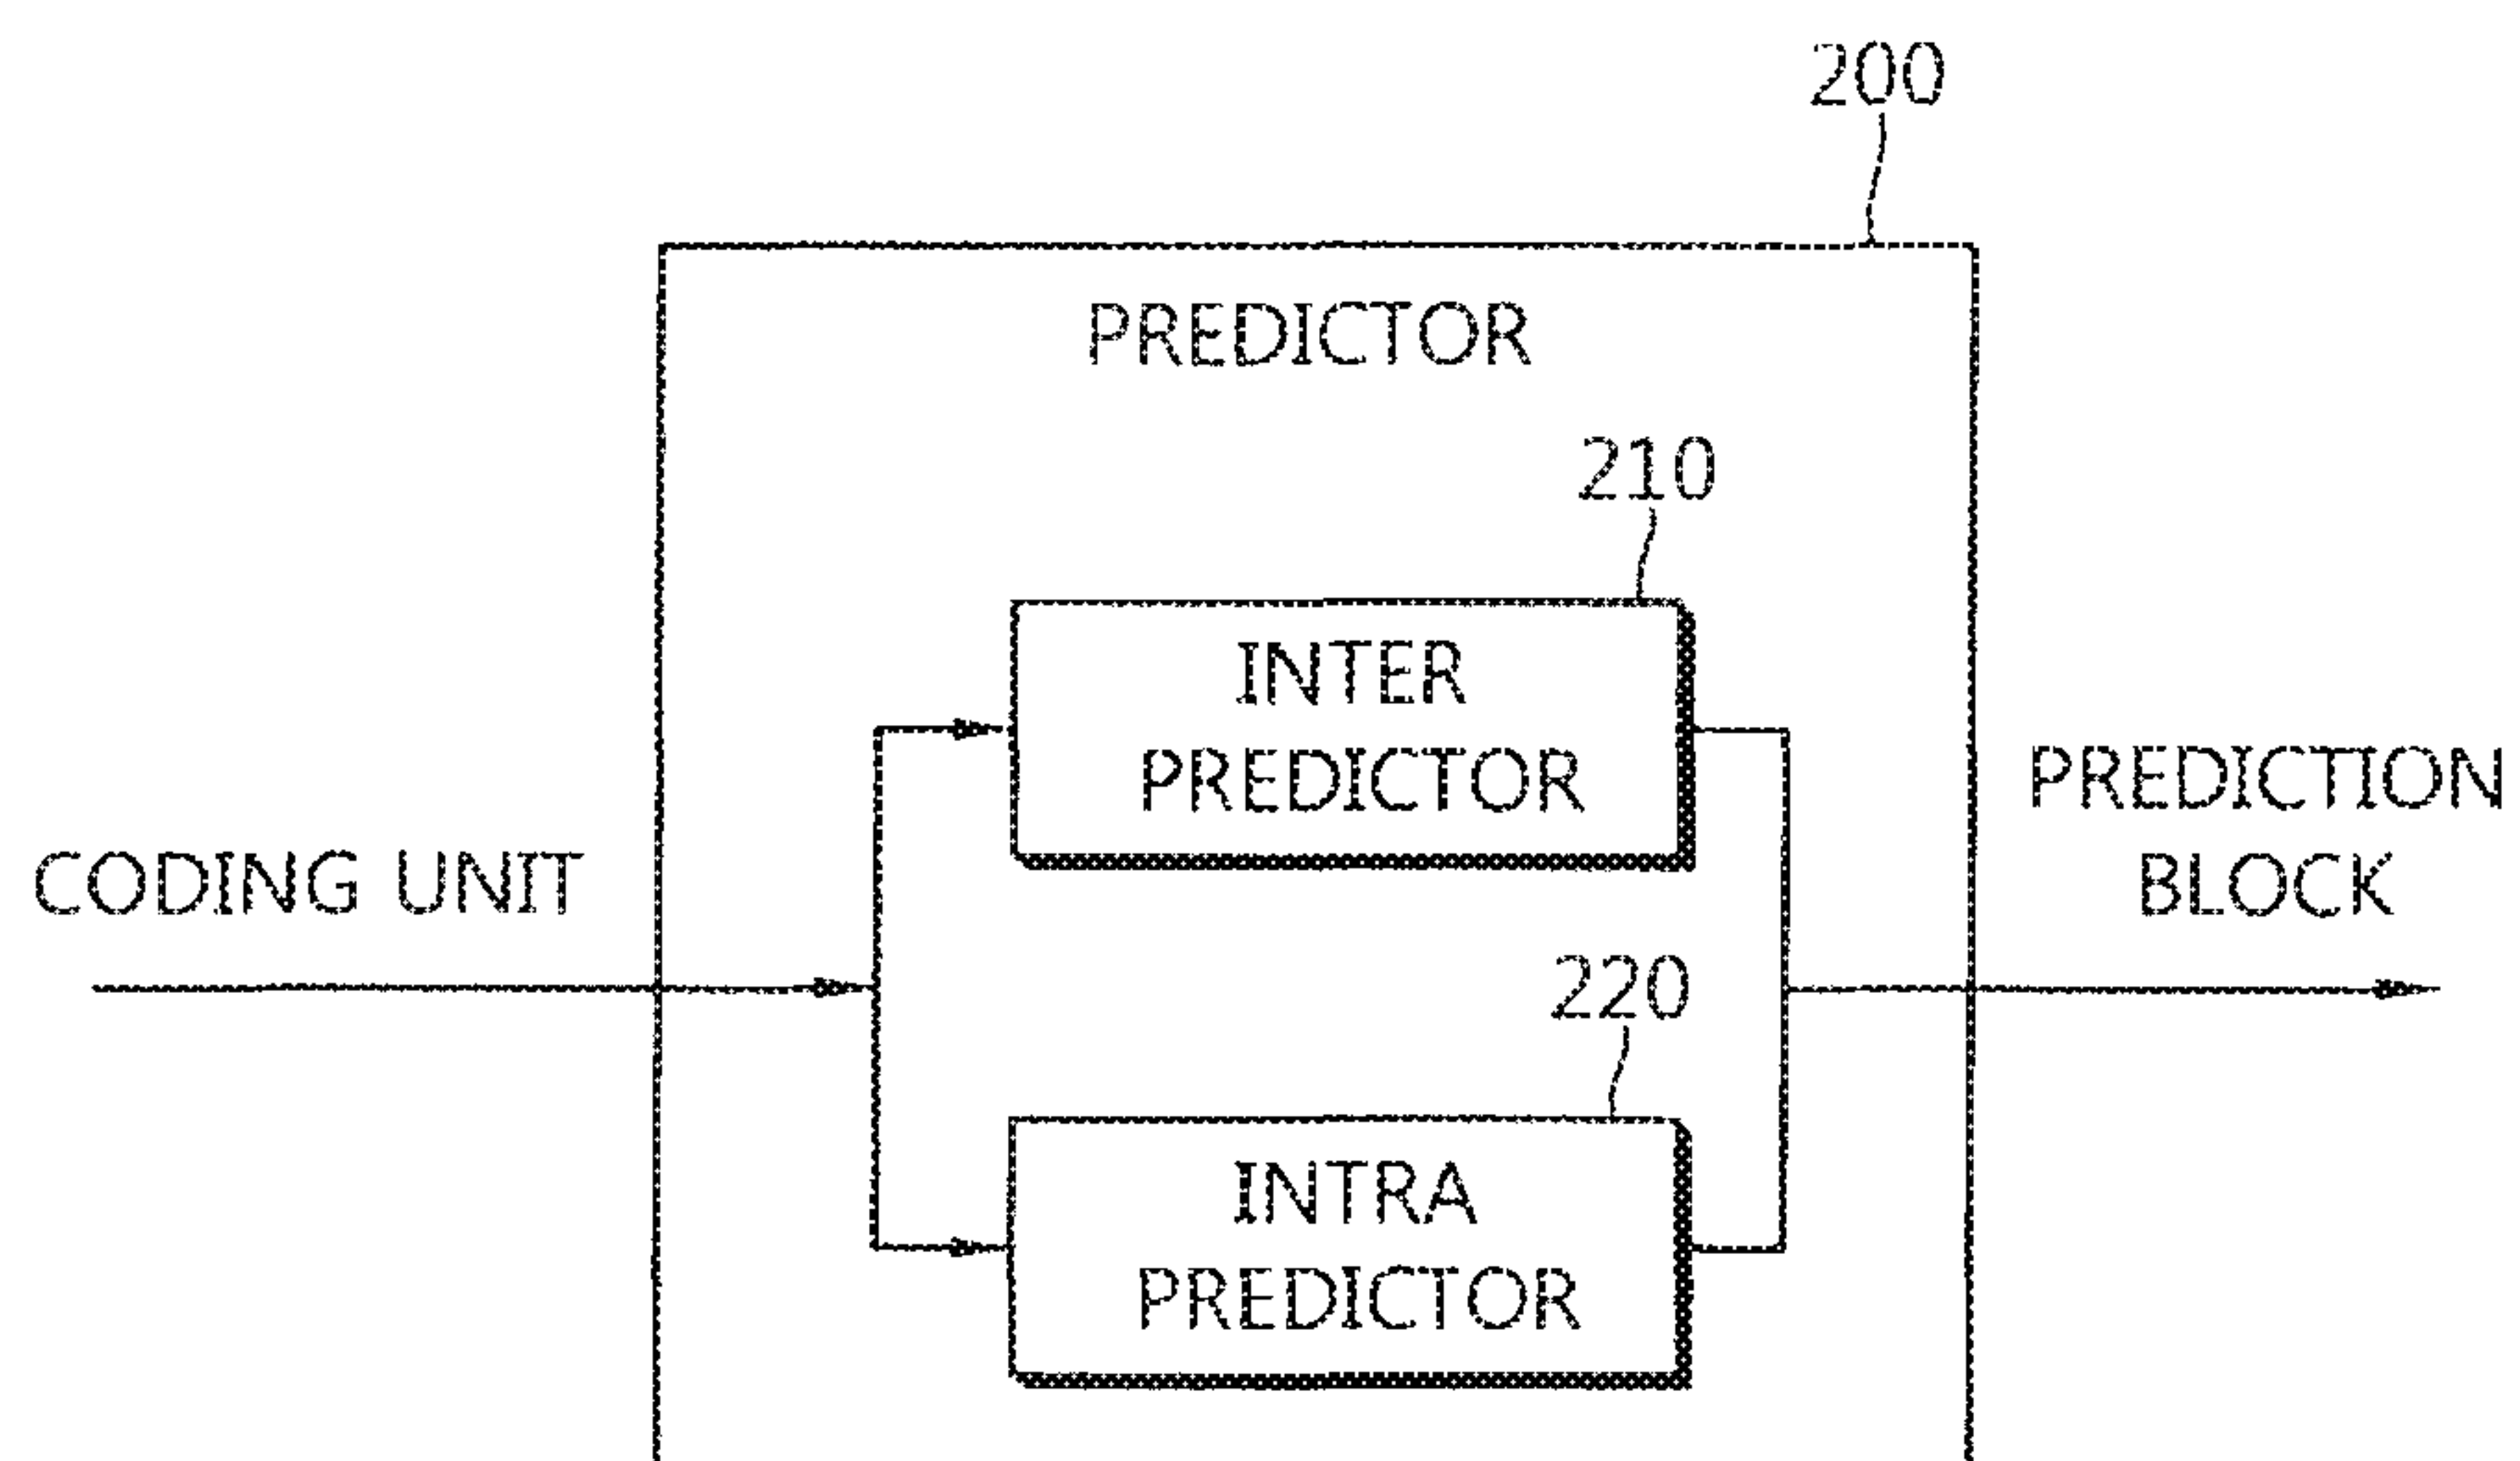 200
PREDICTOR
210
INTER
PREDICTOR
CODING UNIT
PREDICTION
BLOCK
220
INTRA
PREDICTOR